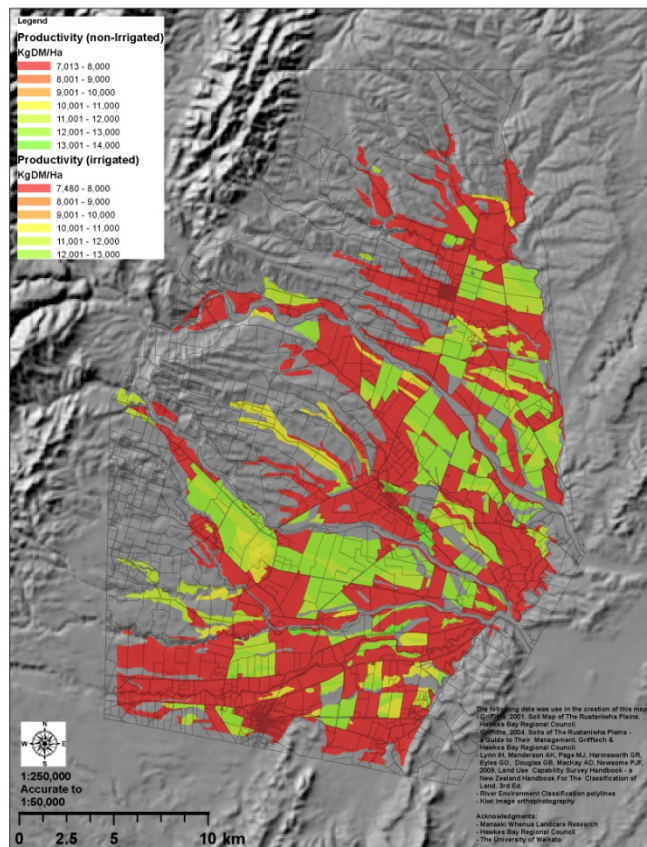 Legend
Productivity (non-Irrigated)
KgDM/Ha
7,013 - 8,000
8,001 - 9,000
9,001 - 10,000
10,001 - 11,000
11,001 - 12,000
12,001 - 13,000
13,001 - 14,000
Productivity (irrigated)
KgDM/Ha
7,480 - 8,000
8,001 - 9,000
9,001 - 10,000
10,001 - 11,000
11,001 - 12,000
12,001 - 13,000
The following data was use in the creation of this map
- Griffiths, 2001. Soil Map of The Ruataniwha Plains.
Hawkes Bay Regional Council.
- Griffiths, 2004. Soils of The Ruataniwha Plains -
a Guide to Their Management. Grifftech &
Hawkes Bay Regional Council.
- Lynn IH, Manderson AK, Page MJ, Harmsworth GR,
Eyles GO, Douglas GB, MacKay AD, Newsome PJF,
2009. Land Use Capability Survey Handbook - a
New Zealand Handbook For The Classification of
Land. 3rd Ed.
- River Environment Classification polylines
- Kiwi Image orthophotography
Acknowledgments:
- Manaaki Whenua Landcare Research
- Hawkes Bay Regional Council
- The University of Waikato
N
W E
S
1:250,000
Accurate to
1:50,000
0 2.5 5 10 km